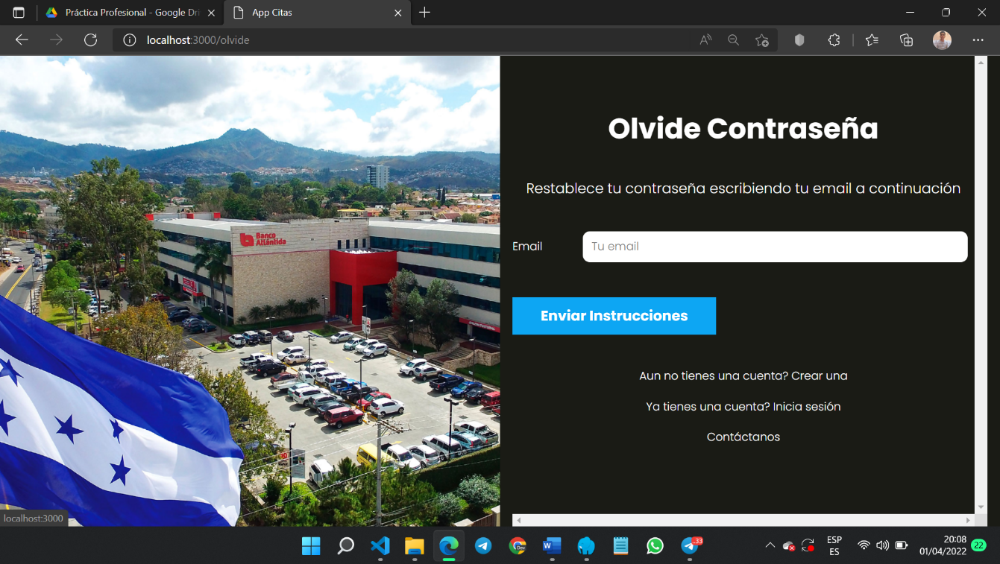 Práctica Profesional - Google Dri
App Citas
localhost:3000/olvide
Banco
Atlántida
Olvide Contraseña
Restablece tu contraseña escribiendo tu email a continuación
Email
Tu email
Enviar Instrucciones
Aun no tienes una cuenta? Crear una
Ya tienes una cuenta? Inicia sesión
Contáctanos
localhost:3000
Dev
W
33
ESP
ES
20:08
01/04/2022
22